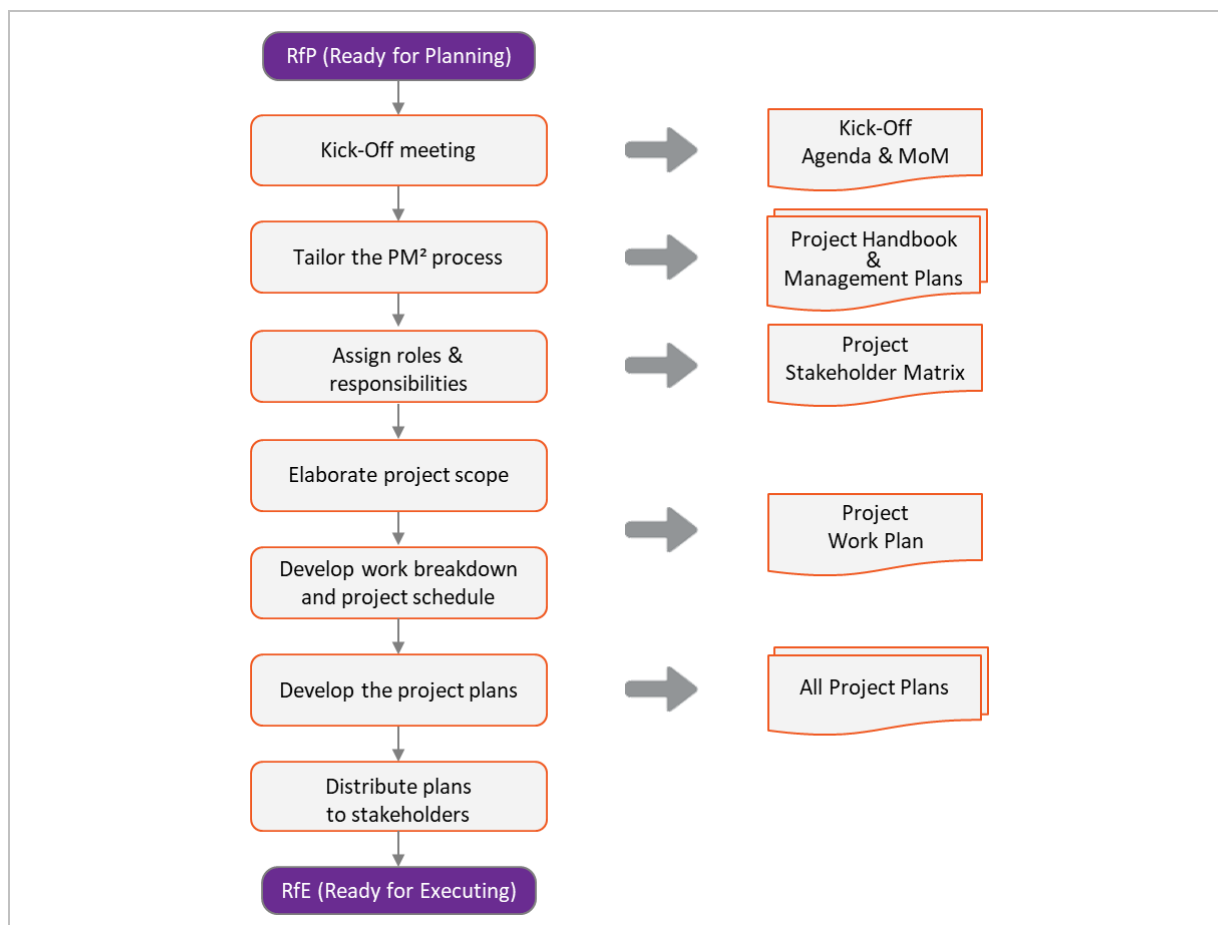 RfP (Ready for Planning)
Kick-Off meeting
Kick-Off
Agenda & MoM
Tailor the PM² process
Project Handbook
&
Management Plans
Assign roles &
responsibilities
Project
Stakeholder Matrix
Elaborate project scope
Project
Work Plan
Develop work breakdown
and project schedule
Develop the project plans
All Project Plans
Distribute plans
to stakeholders
RfE (Ready for Executing)